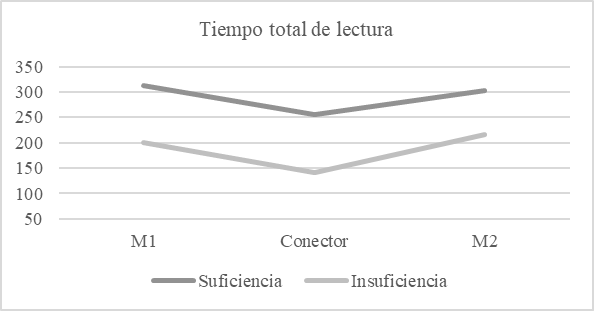 Tiempo total de lectura
350
300
250
200
150
100
50
M1 Conector M2
Suficiencia Insuficiencia